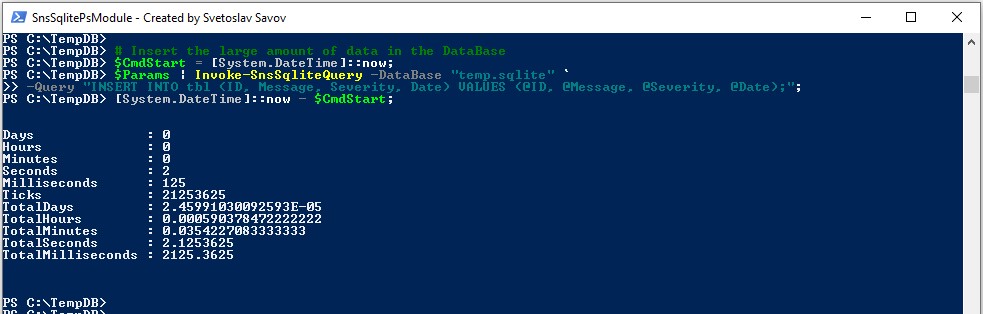 SnsSqlitePsModule - Created by Svetoslav Savov
PS C:\TempDB>
PS C:\TempDB> # Insert the large amount of data in the DataBase
PS C:\TempDB> $CmdStart = [System.DateTime]::now;
PS C:\TempDB> $Params | Invoke-SnsSqliteQuery -DataBase "temp.sqlite" `
>> -Query "INSERT INTO tbl (ID, Message, Severity, Date) VALUES (@ID, @Message, @Severity, @Date);";
PS C:\TempDB> [System.DateTime]::now - $CmdStart;
Days : 0
Hours : 0
Minutes : 0
Seconds : 2
Milliseconds : 125
Ticks : 21253625
TotalDays : 2.45991030092593E-05
TotalHours : 0.000590378472222222
TotalMinutes : 0.0354227083333333
TotalSeconds : 2.1253625
TotalMilliseconds : 2125.3625
PS C:\TempDB>
PS C:\TempDB>